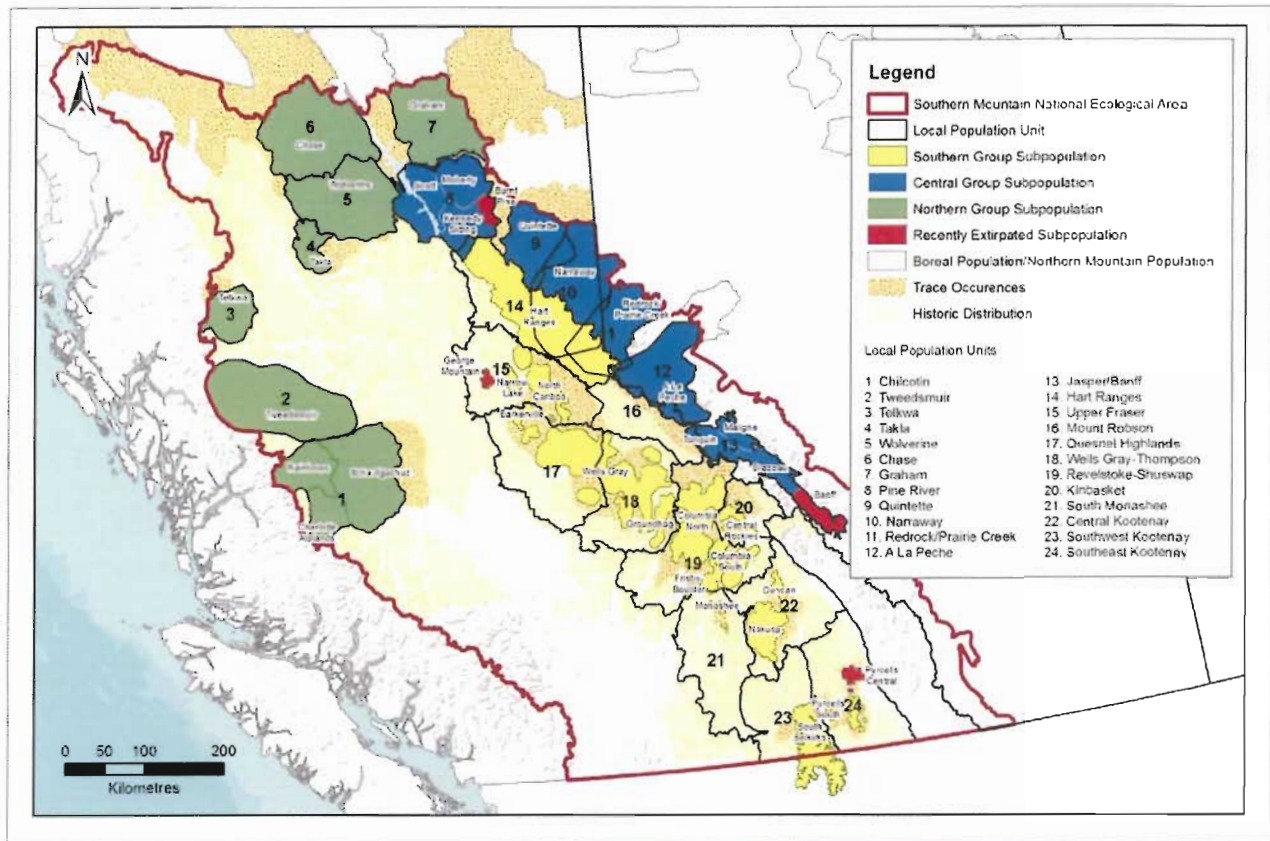 N
Legend
Southern Mountain National Ecological Area
Local Population Unit
Southern Group Subpopulation
Central Group Subpopulation
Northern Group Subpopulation
Recently Extirpated Subpopulation
Boreal Population/Northern Mountain Population
Trace Occurences
Historic Distribution
Local Population Units
1 Chilcotin
2 Tweedsmuir
3 Telkwa
4 Takla
5 Wolverine
6 Chase
7 Graham
8 Pine River
9 Quintette
10. Narraway
11. Redrock/Prairie Creek
12. A La Peche
13. Jasper/Banff
14. Hart Ranges
15 Upper Fraser
16. Mount Robson
17. Quesnel Highlands
18. Wells Gray-Thompson
19. Revelstoke-Shuswap
20. Kinbasket
21 South Monashee
22 Central Kootenay
23. Southwest Kootenay
24. Southeast Kootenay
6
Chase
Graham
7
5
Moberly
8
Kennedy
Siding
Burnt
Pine
4
Takla
Quintette
9
Narraway
10
Redrock
Prairie Creek
Telkwa
3
14
Hart
Ranges
12
A La
Peche
George
Mountain
15
Narrow
Lake
North
Cariboo
Barkerville
16
2
Tweedsmuir
Maligne
Tonquin
13
Banff
17
Wells Gray
18
Groundhog
1
Columbia
North
20
Central
Rockies
19
Columbia
South
Frisby
Boulder
Monashee
Duncan
22
Nakusp
21
Purcells
Central
23
Purcells
South
24
South
Selkirks
0 50 100 200
Kilometres